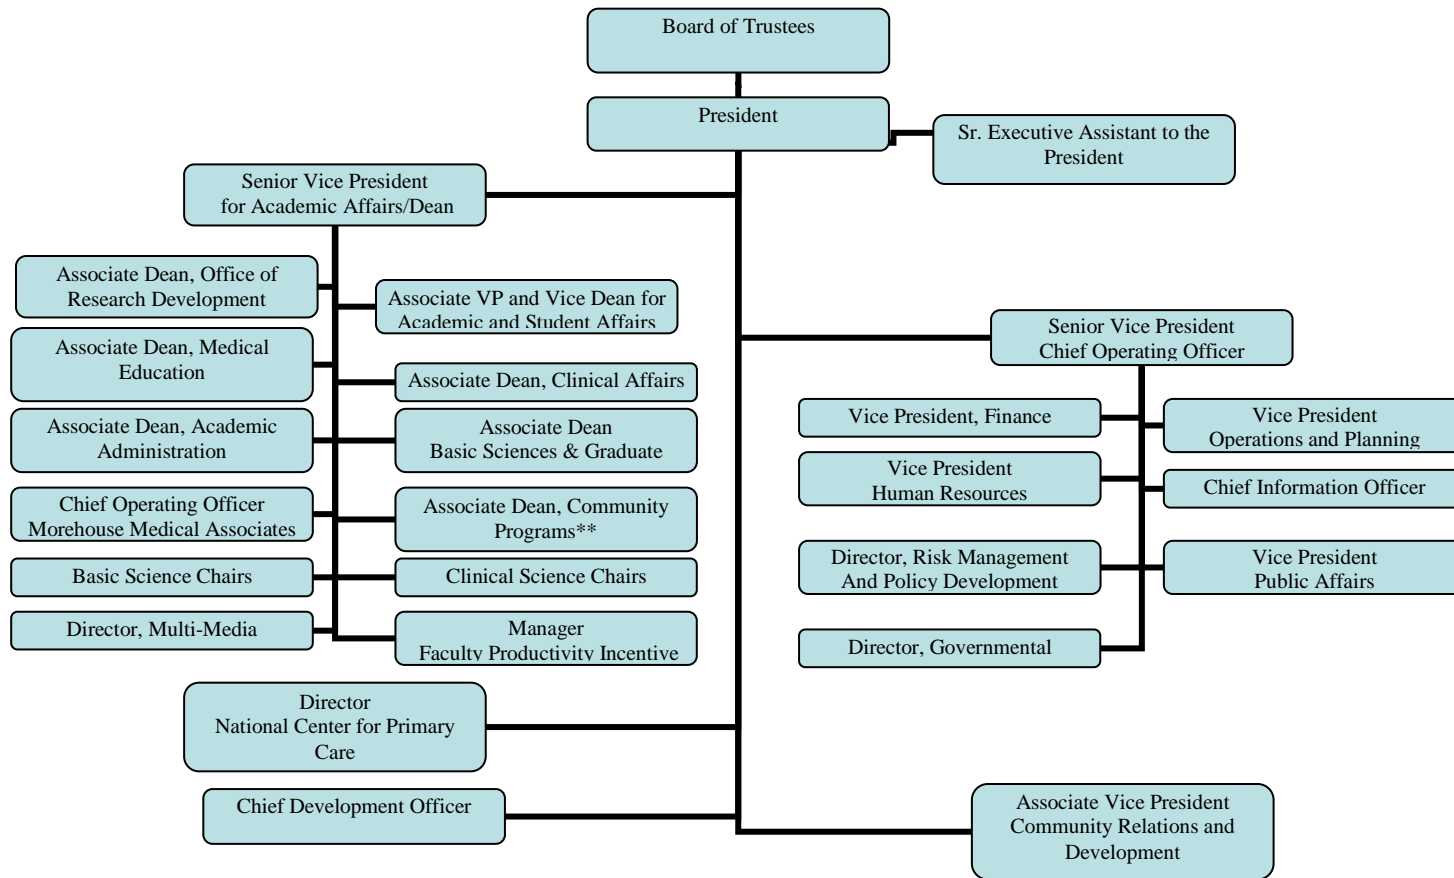 Board of Trustees
President
Sr. Executive Assistant to the
President
Senior Vice President
for Academic Affairs/Dean
Associate Dean, Office of
Research Development
Associate VP and Vice Dean for
Academic and Student Affairs
Associate Dean, Medical
Education
Associate Dean, Clinical Affairs
Associate Dean, Academic
Administration
Associate Dean
Basic Sciences & Graduate
Chief Operating Officer
Morehouse Medical Associates
Associate Dean, Community
Programs**
Basic Science Chairs
Clinical Science Chairs
Director, Multi-Media
Manager
Faculty Productivity Incentive
Senior Vice President
Chief Operating Officer
Vice President, Finance
Vice President
Operations and Planning
Vice President
Human Resources
Chief Information Officer
Director, Risk Management
And Policy Development
Vice President
Public Affairs
Director, Governmental
Director
National Center for Primary
Care
Chief Development Officer
Associate Vice President
Community Relations and
Development